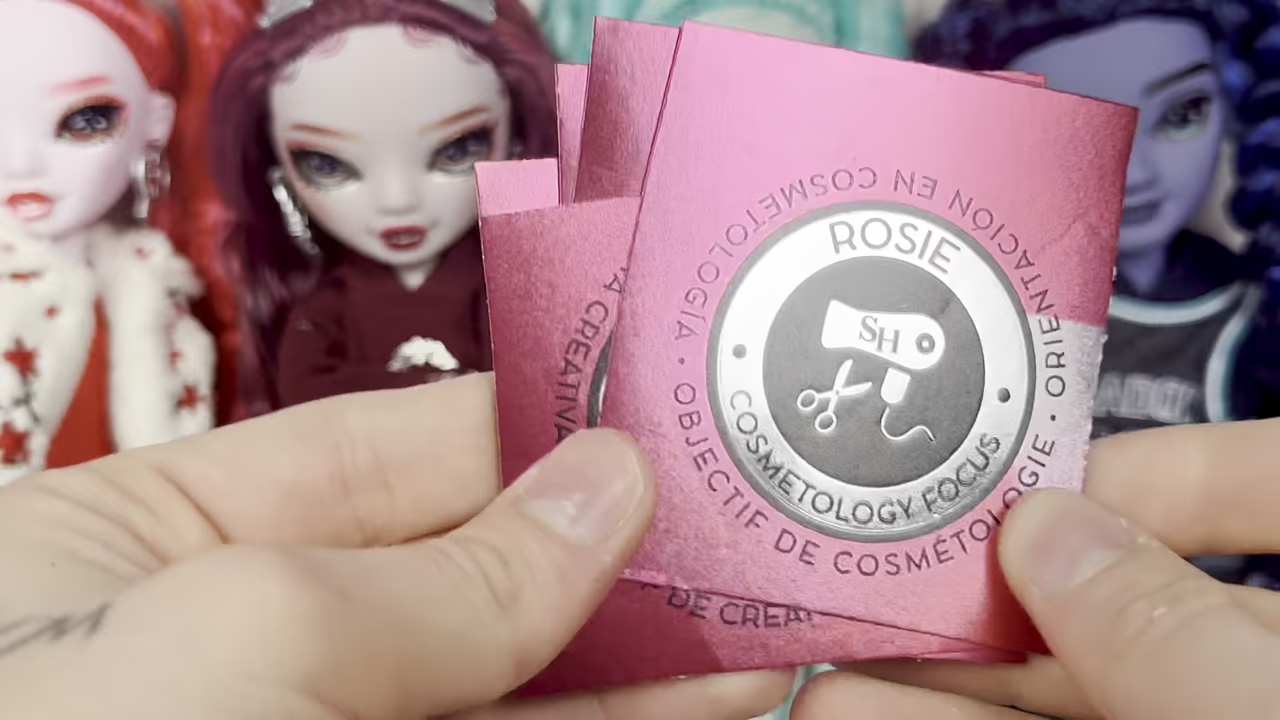 ROSIE
SH
COSMETOLOGY FOCUS
ORIENTACIÓN EN COSMETOLOGÍA •
OBJECTIF DE COSMÉTOLOGIE •
CREATIVA
DE CREA